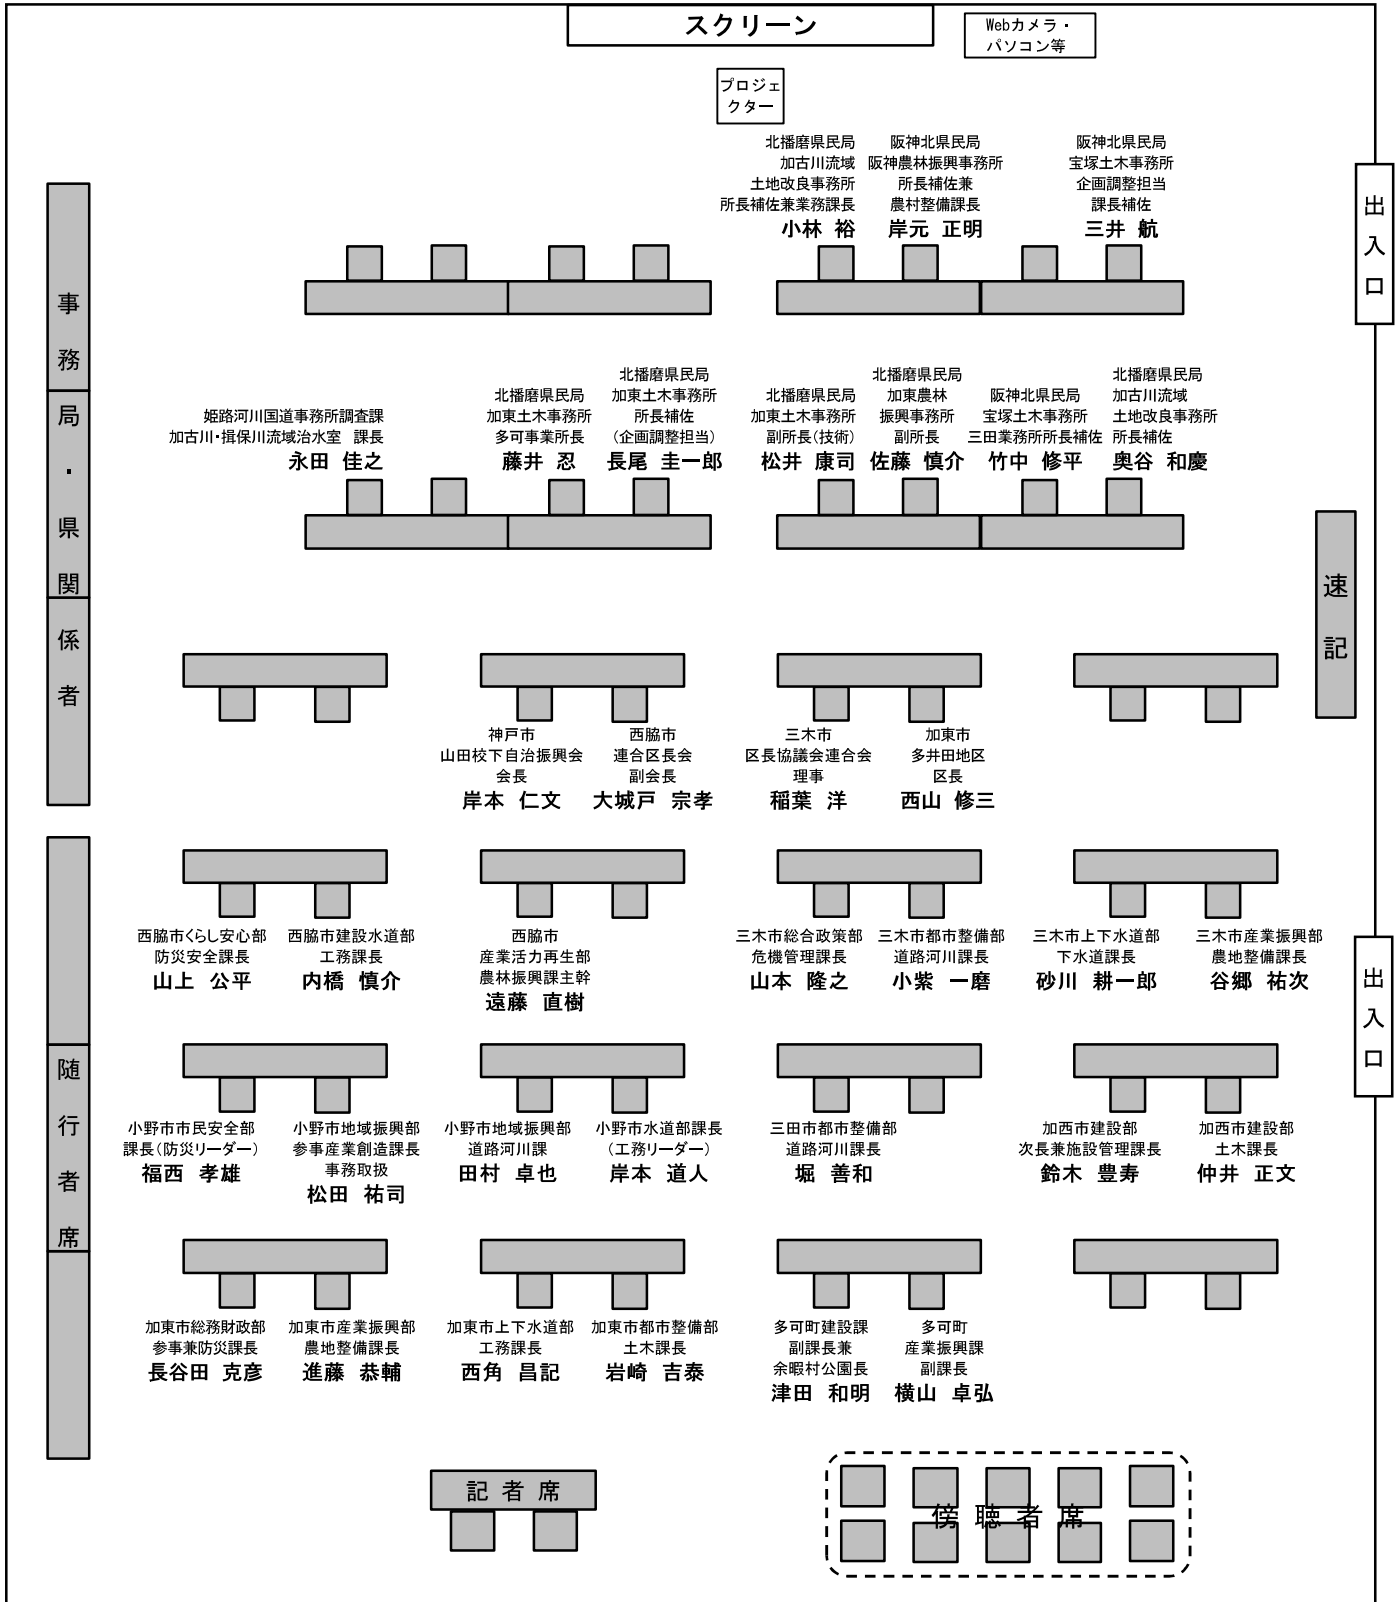 スクリーン
Webカメラ・
パソコン等
プロジェ
クター
北播磨県民局
加古川流域
土地改良事務所
所長補佐兼業務課長
小林 裕
阪神北県民局
阪神農林振興事務所
所長補佐兼
農村整備課長
岸元 正明
阪神北県民局
宝塚土木事務所
企画調整担当
課長補佐
三井 航
出入口
事務局・県関係者
姫路河川国道事務所調査課
加古川・揖保川流域治水室 課長
永田 佳之
北播磨県民局
加東土木事務所
多可事業所長
藤井 忍
北播磨県民局
加東土木事務所
所長補佐
(企画調整担当)
長尾 圭一郎
北播磨県民局
加東土木事務所
副所長(技術)
松井 康司
北播磨県民局
加東農林
振興事務所
副所長
佐藤 慎介
阪神北県民局
宝塚土木事務所
三田業務所所長補佐
竹中 修平
北播磨県民局
加古川流域
土地改良事務所
所長補佐
奥谷 和慶
速記
神戸市
山田校下自治振興会
会長
岸本 仁文
西脇市
連合区長会
副会長
大城戸 宗孝
三木市
区長協議会連合会
理事
稲葉 洋
加東市
多井田地区
区長
西山 修三
西脇市くらし安心部
防災安全課長
山上 公平
西脇市建設水道部
工務課長
内橋 慎介
西脇市
産業活力再生部
農林振興課主幹
遠藤 直樹
三木市総合政策部
危機管理課長
山本 隆之
三木市都市整備部
道路河川課長
小紫 一磨
三木市上下水道部
下水道課長
砂川 耕一郎
三木市産業振興部
農地整備課長
谷郷 祐次
出入口
随行者席
小野市市民安全部
課長(防災リーダー)
福西 孝雄
小野市地域振興部
参事産業創造課長
事務取扱
松田 祐司
小野市地域振興部
道路河川課
田村 卓也
小野市水道部課長
(工務リーダー)
岸本 道人
三田市都市整備部
道路河川課長
堀 善和
加西市建設部
次長兼施設管理課長
鈴木 豊寿
加西市建設部
土木課長
仲井 正文
加東市総務財政部
参事兼防災課長
長谷田 克彦
加東市産業振興部
農地整備課長
進藤 恭輔
加東市上下水道部
工務課長
西角 昌記
加東市都市整備部
土木課長
岩崎 吉泰
多可町建設課
副課長兼
余暇村公園長
津田 和明
多可町
産業振興課
副課長
横山 卓弘
記者席
傍聴者席